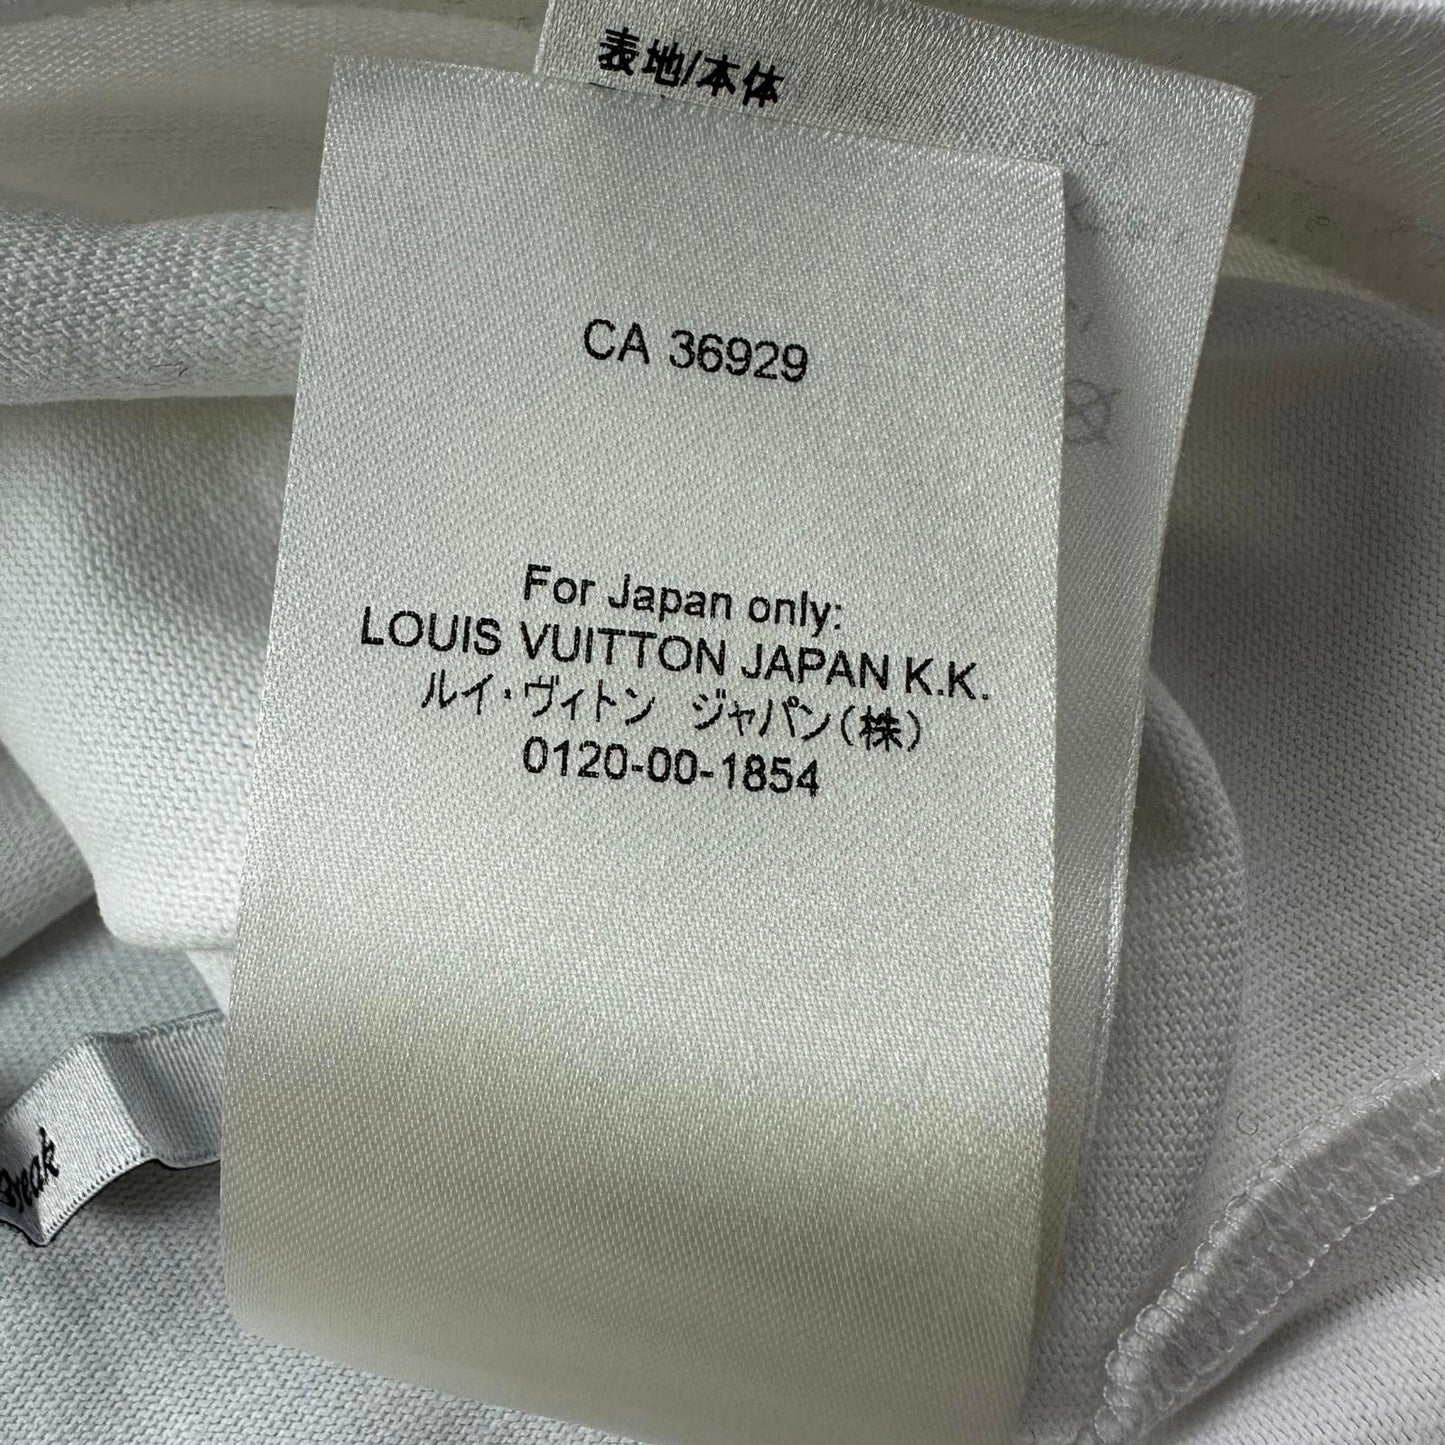 表地/本体
CA 36929
For Japan only:
LOUIS VUITTON JAPAN K.K.
ルイ・ヴィトン ジャパン(株)
0120-00-1854
Break